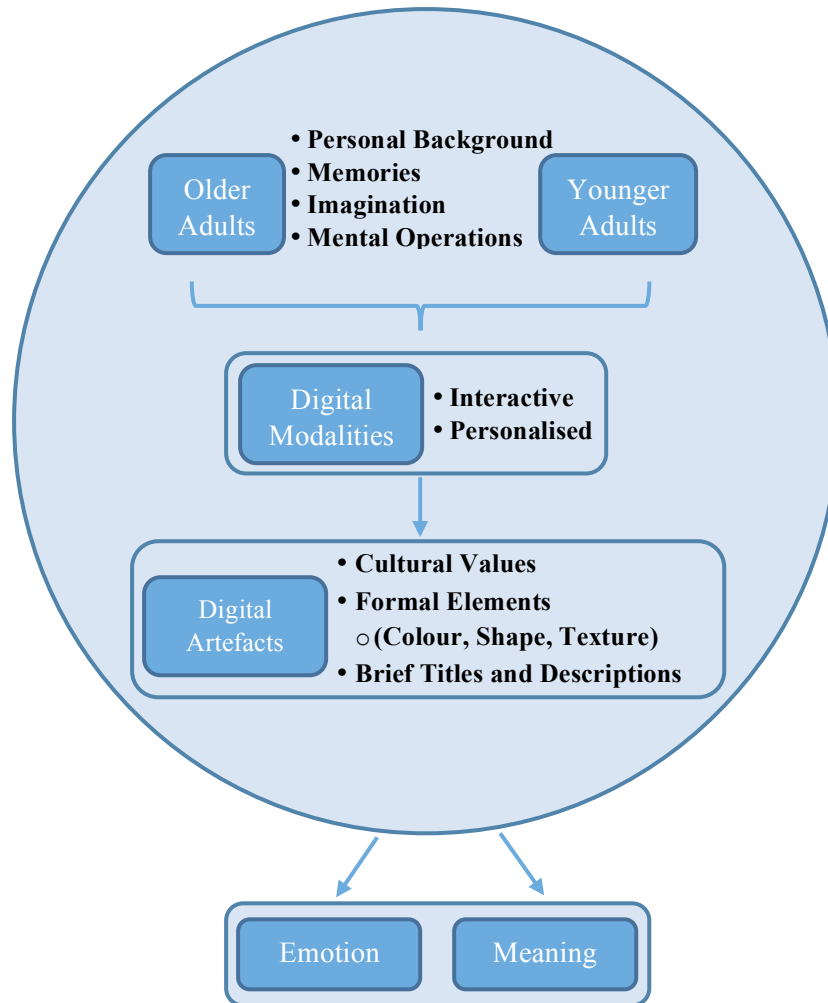 Older
Adults
• Personal Background
• Memories
• Imagination
• Mental Operations
Younger
Adults
Digital
Modalities
• Interactive
• Personalised
Digital
Artefacts
• Cultural Values
• Formal Elements
○ (Colour, Shape, Texture)
• Brief Titles and Descriptions
Emotion
Meaning